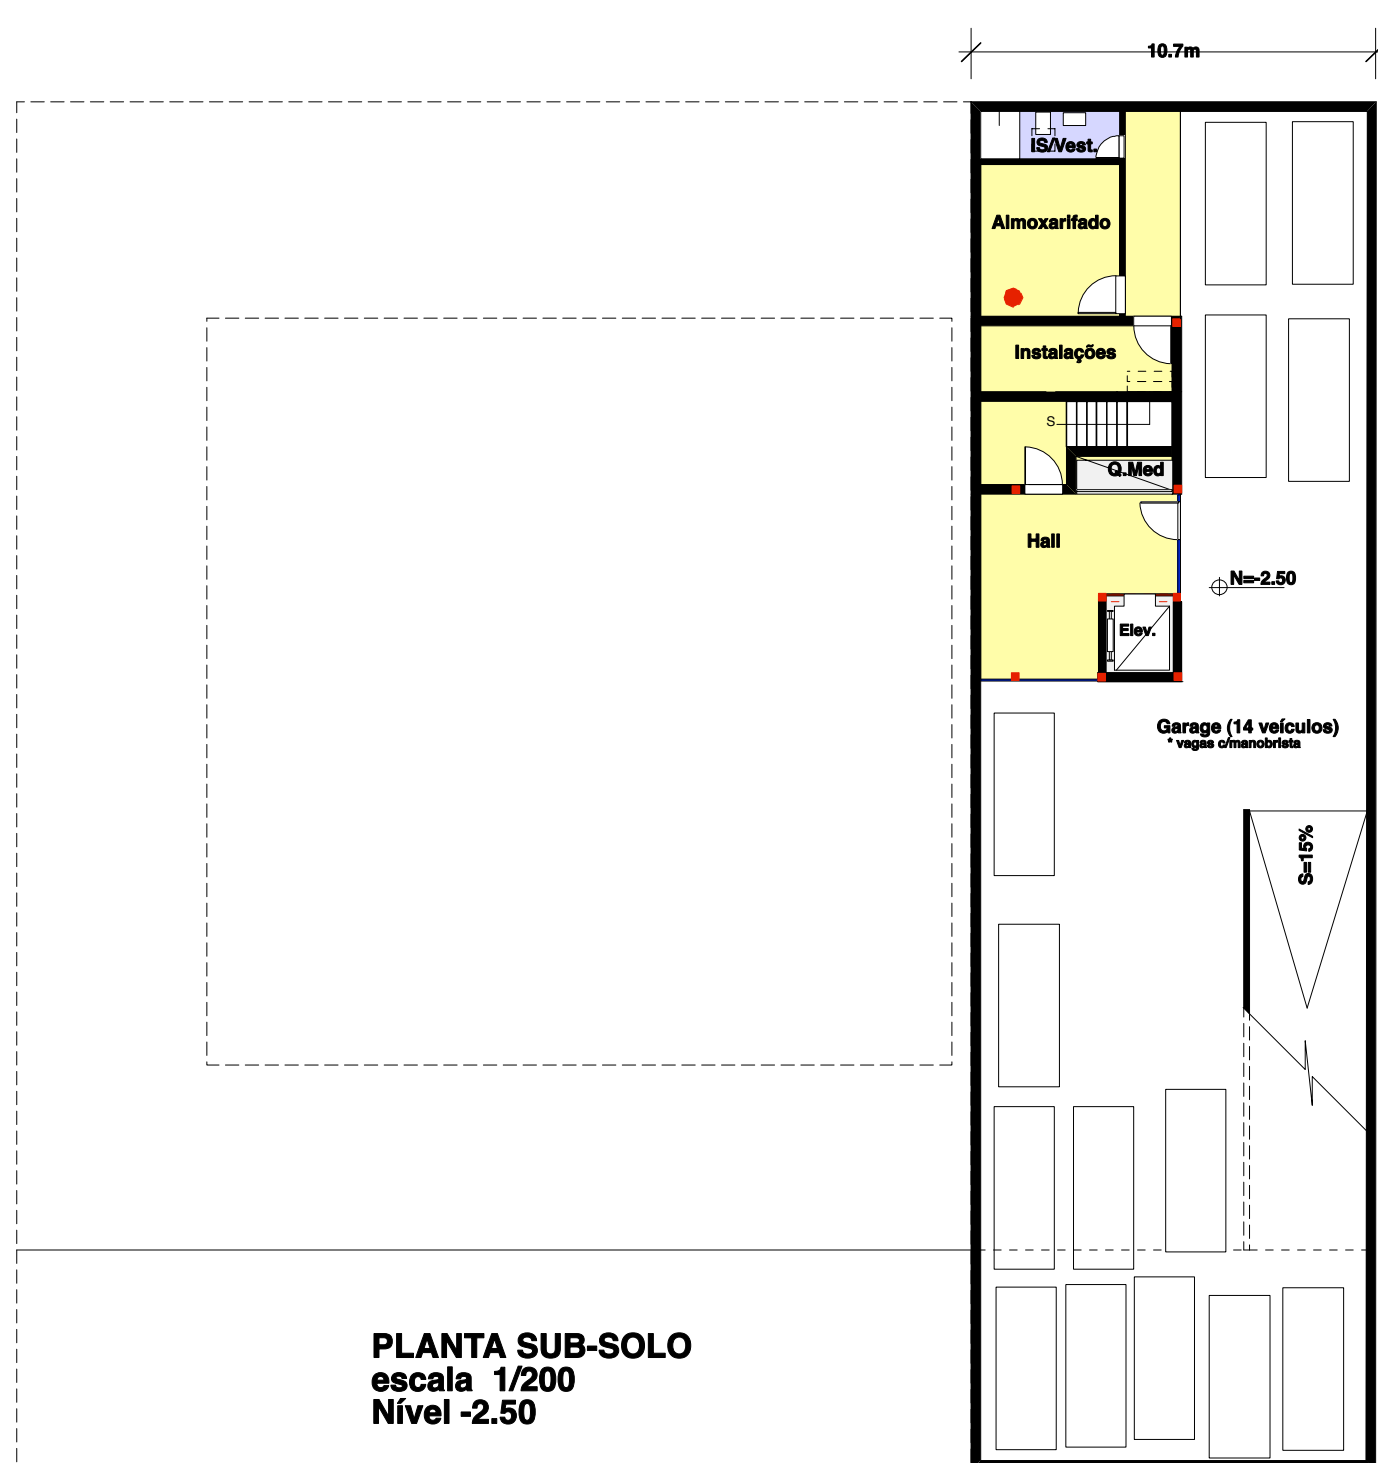 10.7m
IS/Vest.
Almoxarifado
Instalações
S
Q.Med
Hall
N=-2.50
Elev.
Garage (14 veículos)
* vagas c/manobrista
S=15%
PLANTA SUB-SOLO
escala 1/200
Nível -2.50